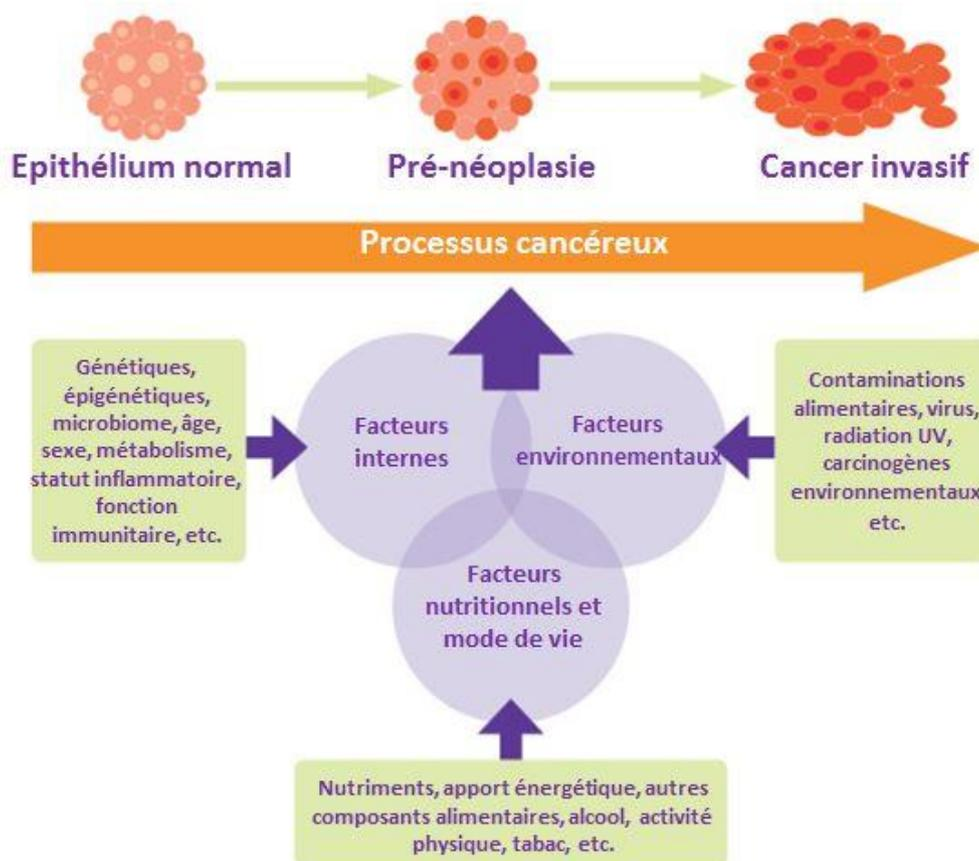 Epithélium normal
Pré-néoplasie
Cancer invasif
Processus cancéreux
Génétiques,
épigénétiques,
microbiome, âge,
sexe, métabolisme,
statut inflammatoire,
fonction
immunitaire, etc.
Facteurs
internes
Facteurs
environnementaux
Contaminations
alimentaires, virus,
radiation UV,
carcinogènes
environnementaux
etc.
Facteurs
nutritionnels et
mode de vie
Nutriments, apport énergétique, autres
composants alimentaires, alcool, activité
physique, tabac, etc.